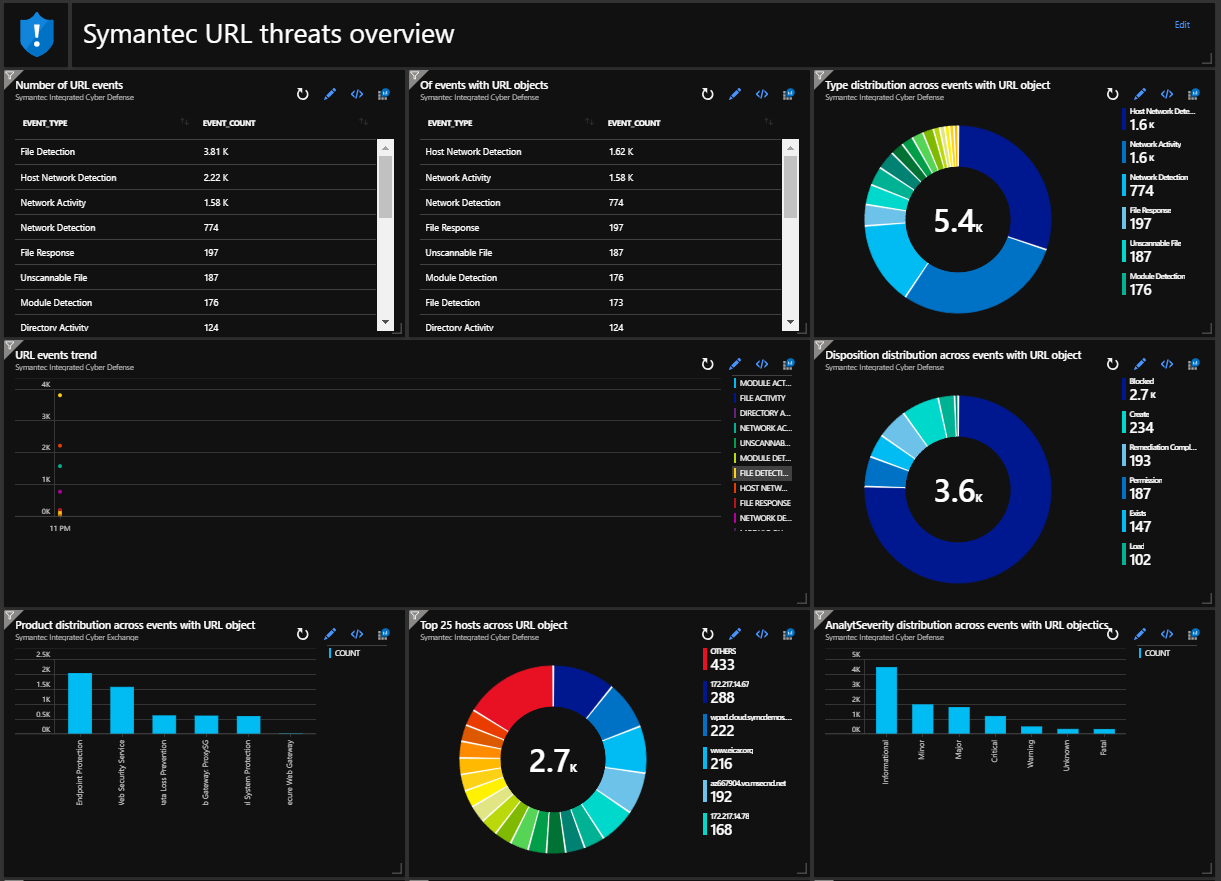 Symantec URL threats overview
Edit
Number of URL events
Symantec Integrated Cyber Defense
EVENT_TYPE EVENT_COUNT
File Detection 3.81 K
Host Network Detection 2.22 K
Network Activity 1.58 K
Network Detection 774
File Response 197
Unscannable File 187
Module Detection 176
Directory Activity 124
Of events with URL objects
Symantec Integrated Cyber Defense
EVENT_TYPE EVENT_COUNT
Host Network Detection 1.62 K
Network Activity 1.58 K
Network Detection 774
File Response 197
Unscannable File 187
Module Detection 176
File Detection 173
Directory Activity 124
Type distribution across events with URL object
Symantec Integrated Cyber Defense
5.4K
Host Network Dete...
1.6 K
Network Activity
1.6 K
Network Detection
774
File Response
197
Unscannable File
187
Module Detection
176
URL events trend
Symantec Integrated Cyber Defense
4K
3K
2K
1K
0K
11 PM
MODULE ACT...
FILE ACTIVITY
DIRECTORY A...
NETWORK AC...
UNSCANNAB...
MODULE DET...
FILE DETECTI...
HOST NETW...
FILE RESPONSE
NETWORK DE...
Disposition distribution across events with URL object
Symantec Integrated Cyber Defense
3.6K
Blocked
2.7 K
Create
234
Remediation Compl...
193
Permission
187
Exists
147
Load
102
Product distribution across events with URL object
Symantec Integrated Cyber Exchange
2.5K
2K
1.5K
1K
0.5K
0K
Endpoint Protection
Web Security Service
ata Loss Prevention
b Gateway: ProxySG
l System Protection
ecure Web Gateway
COUNT
Top 25 hosts across URL object
Symantec Integrated Cyber Defense
2.7K
OTHERS
433
172.217.14.67
288
wpad.cloud.symcdemos....
222
www.eicar.org
216
az667904.vo.msecnd.net
192
172.217.14.78
168
AnalytSeverity distribution across events with URL objectics
Symantec Integrated Cyber Defense
5K
4K
3K
2K
1K
0K
Informational
Minor
Major
Critical
Warning
Unknown
Fatal
COUNT